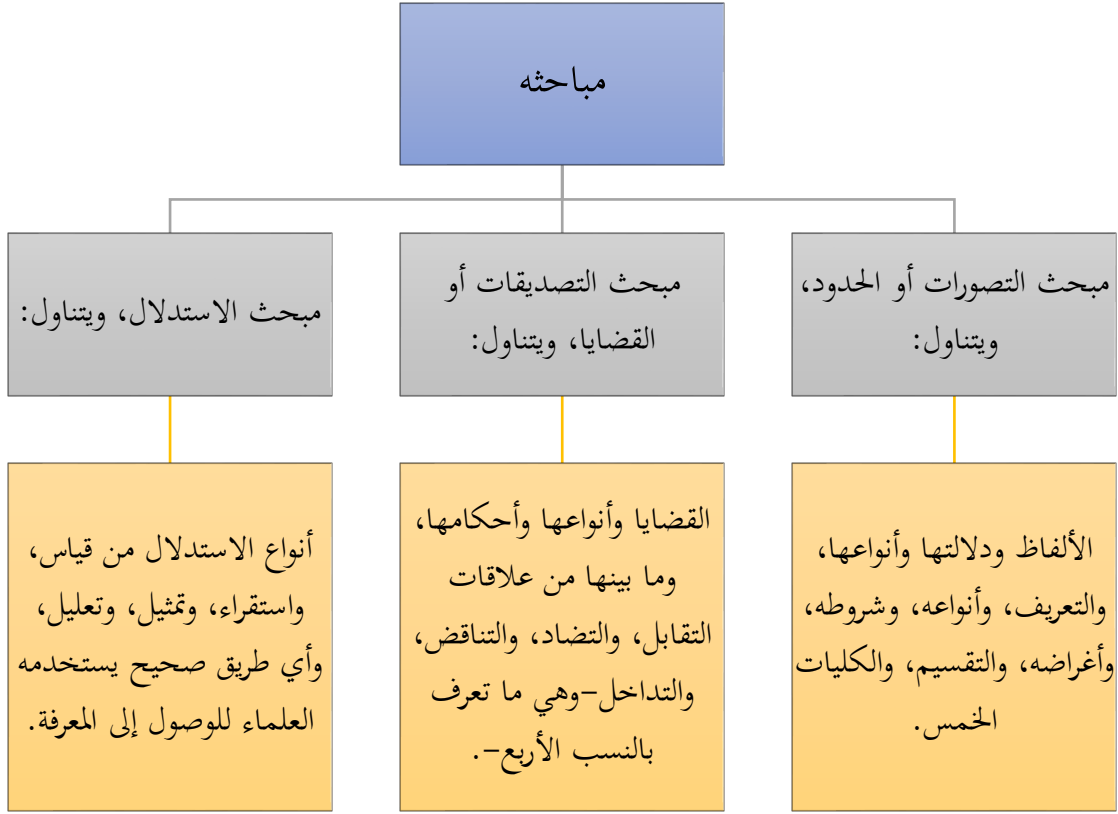 مباحثه
مبحث التصورات أو الحدود،
ويتناول:
مبحث التصديقات أو
القضايا، ويتناول:
مبحث الاستدلال، ويتناول:
الألفاظ ودلالتها وأنواعها،
والتعريف، وأنواعه، وشروطه،
وأغراضه، والتقسيم، والكليات
الخمس.
القضايا وأنواعها وأحكامها،
وما بينها من علاقات
التقابل، والتضاد، والتناقض،
والتداخل-وهي ما تعرف
بالنسب الأربع-.
أنواع الاستدلال من قياس،
واستقراء، وتمثيل، وتعليل،
وأي طريق صحيح يستخدمه
العلماء للوصول إلى المعرفة.